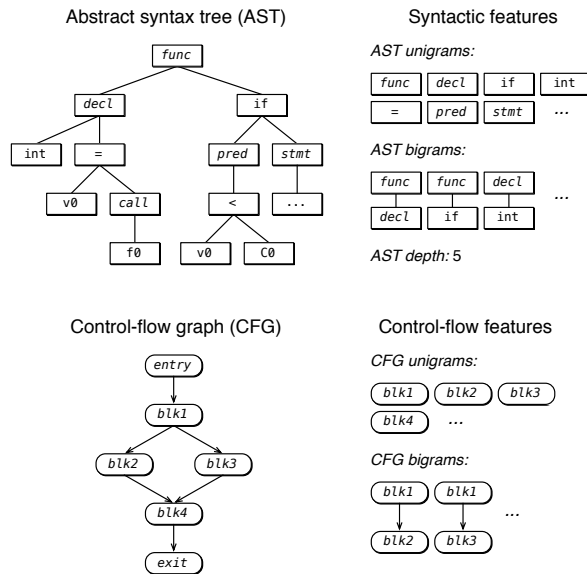 Abstract syntax tree (AST)
func
decl if
int = pred stmt
v0 call < ...
f0 v0 C0
Syntactic features
AST unigrams:
func decl if int
= pred stmt ...
AST bigrams:
func func decl ...
decl if int
AST depth: 5
Control-flow graph (CFG)
entry
blk1
blk2 blk3
blk4
exit
Control-flow features
CFG unigrams:
blk1 blk2 blk3
blk4 ...
CFG bigrams:
blk1 blk1 ...
blk2 blk3